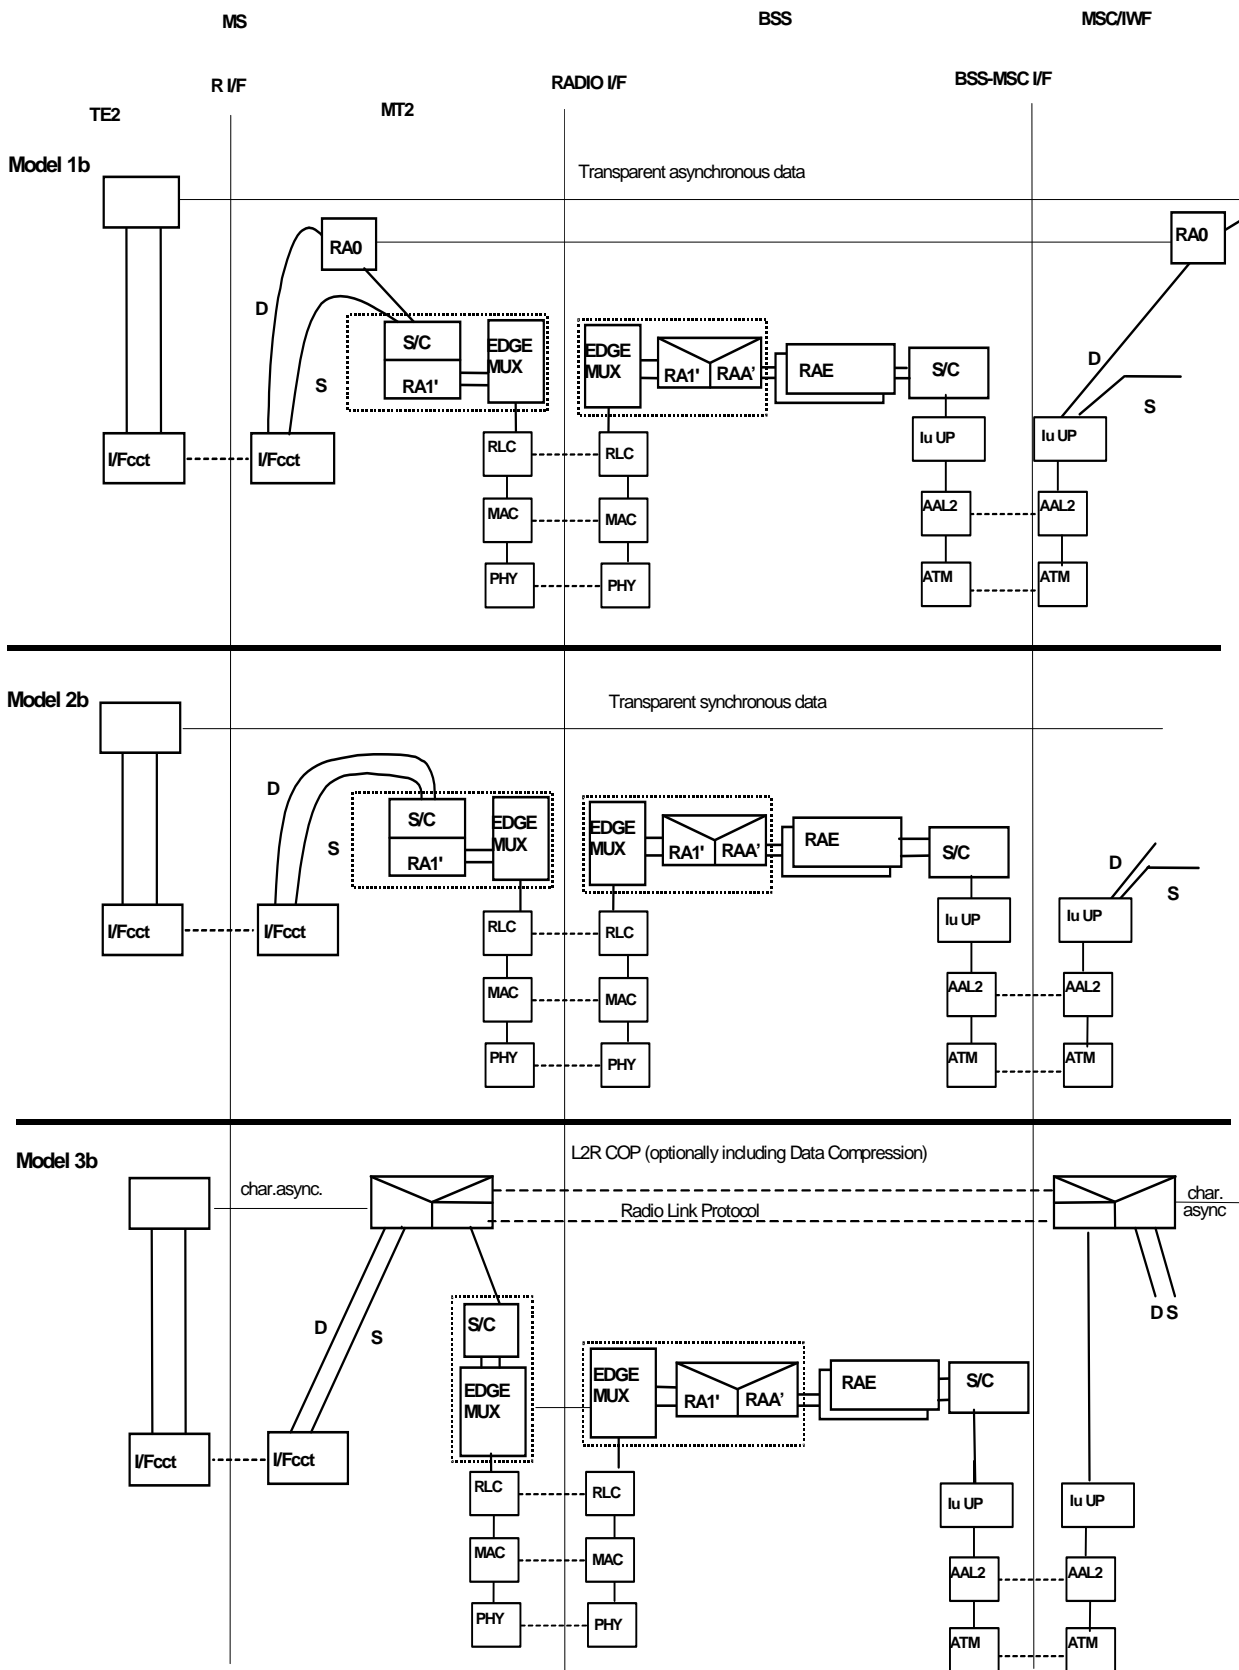 MS BSS MSC/IWF
R I/F RADIO I/F BSS-MSC I/F
TE2 MT2
Model 1b
Transparent asynchronous data
RA0 RA0
D
S/C EDGE MUX EDGE MUX RA1' RAA' RAE S/C D
RA1'
S S
I/Fcct I/Fcct RLC RLC Iu UP Iu UP
MAC MAC AAL2 AAL2
PHY PHY ATM ATM
Model 2b
Transparent synchronous data
D
S/C EDGE MUX EDGE MUX RA1' RAA' RAE S/C D
S RA1' S
I/Fcct I/Fcct RLC RLC Iu UP Iu UP
MAC MAC AAL2 AAL2
PHY PHY ATM ATM
Model 3b
L2R COP (optionally including Data Compression)
char.async. char. async
Radio Link Protocol
D S S/C D S
EDGE MUX EDGE MUX RA1' RAA' RAE S/C
I/Fcct I/Fcct
RLC RLC Iu UP Iu UP
MAC MAC AAL2 AAL2
PHY PHY ATM ATM